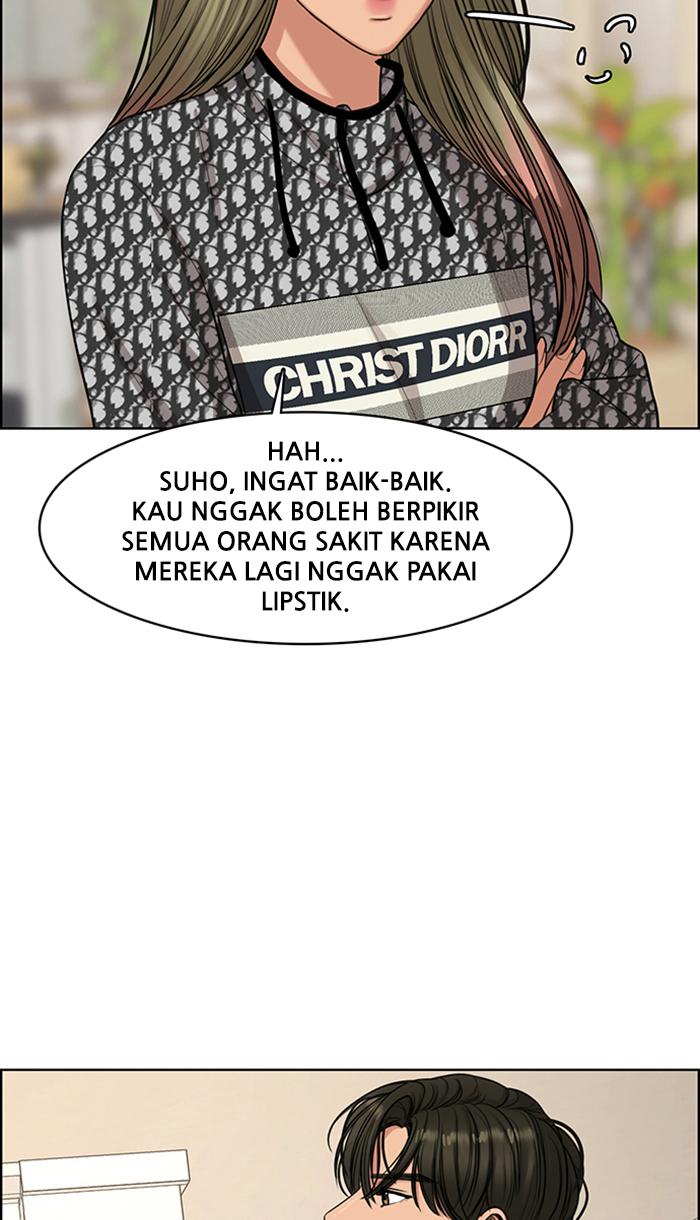 CHRIST DIORR
HAH...
SUHO, INGAT BAIK-BAIK.
KAU NGGAK BOLEH BERPIKIR
SEMUA ORANG SAKIT KARENA
MEREKA LAGI NGGAK PAKAI
LIPSTIK.